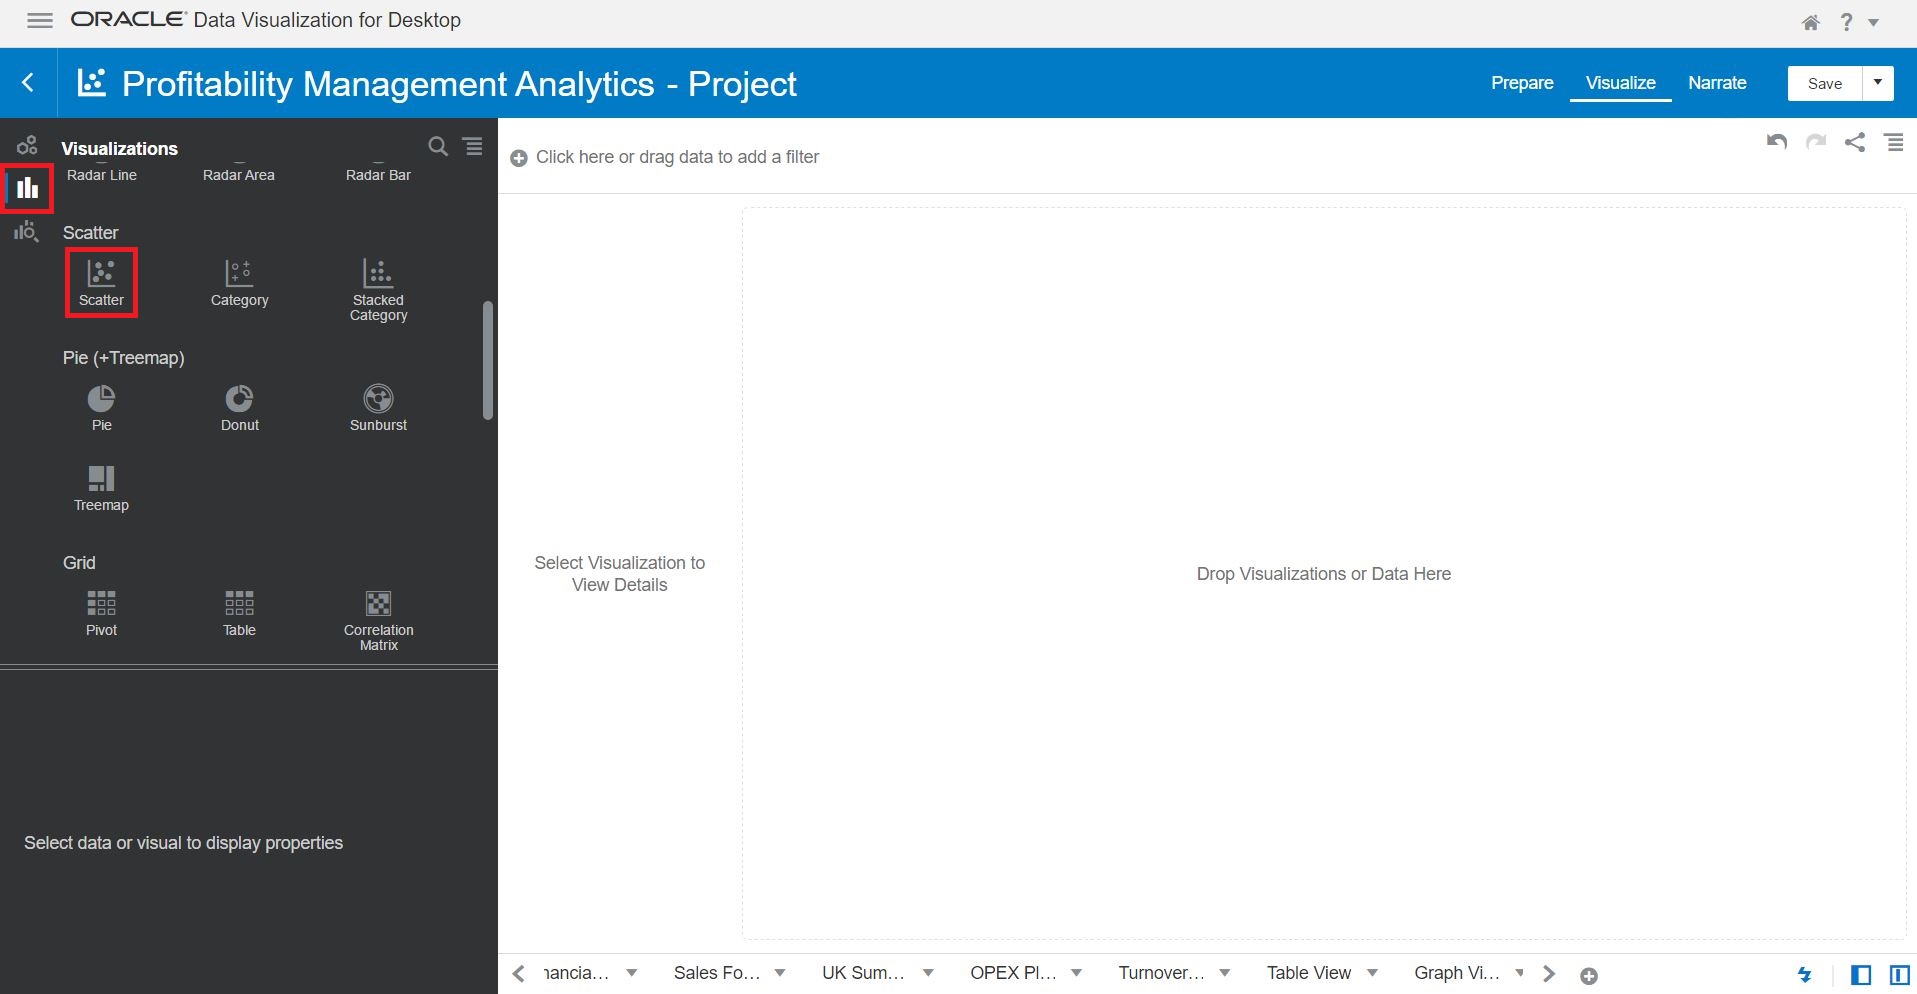 ORACLE Data Visualization for Desktop
?
Profitability Management Analytics - Project
Prepare Visualize Narrate Save
Visualizations
Radar Line Radar Area Radar Bar
Scatter
Scatter Category Stacked
Category
Pie (+Treemap)
Pie Donut Sunburst
Treemap
Grid
Pivot Table Correlation
Matrix
Select data or visual to display properties
Click here or drag data to add a filter
Select Visualization to
View Details
Drop Visualizations or Data Here
nancia... Sales Fo... UK Sum... OPEX Pl... Turnover... Table View Graph Vi...